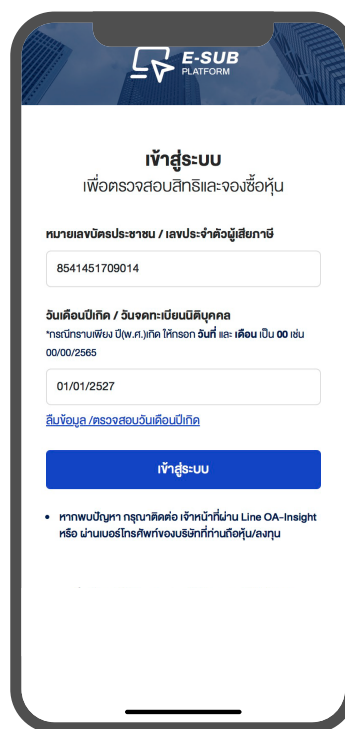 E-SUB
PLATFORM
เข้าสู่ระบบ
เพื่อตรวจสอบสิทธิและจองซื้อหุ้น
หมายเลขบัตรประชาชน / เลขประจำตัวผู้เสียภาษี
8541451709014
วันเดือนปีเกิด / วันจดทะเบียนนิติบุคคล
*กรณีทราบเพียง ปี(พ.ศ.)เกิด ให้กรอก วันที่ และ เดือน เป็น 00 เช่น
00/00/2565
01/01/2527
ลืมข้อมูล /ตรวจสอบวันเดือนปีเกิด
เข้าสู่ระบบ
• หากพบปัญหา กรุณาติดต่อ เจ้าหน้าที่ผ่าน Line OA-Insight
หรือ ผ่านเบอร์โทรศัพท์ของบริษัทที่ท่านถือหุ้น/ลงทุน